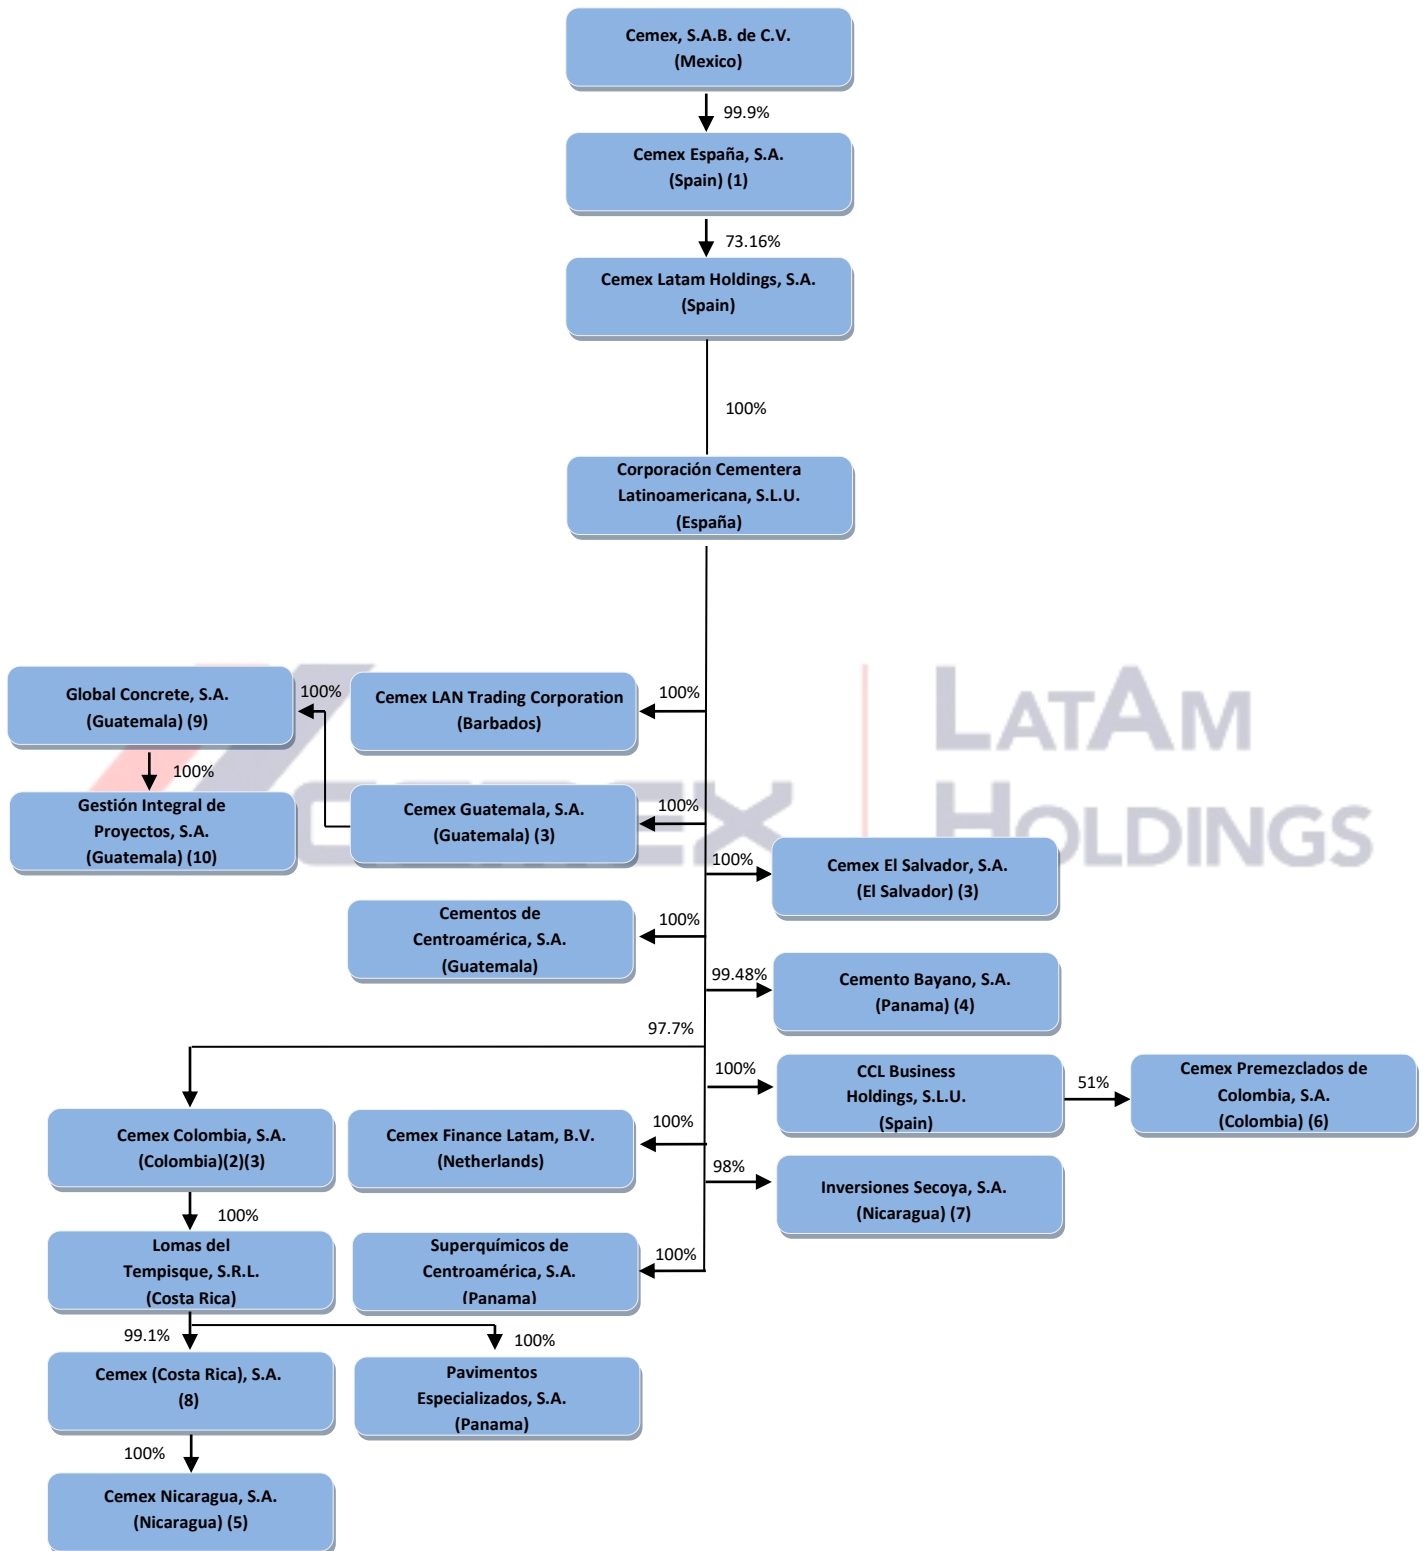 Cemex, S.A.B. de C.V.
(Mexico)
99.9%
Cemex España, S.A.
(Spain) (1)
73.16%
Cemex Latam Holdings, S.A.
(Spain)
100%
Corporación Cementera
Latinoamericana, S.L.U.
(España)
Global Concrete, S.A.
(Guatemala) (9)
100%
Cemex LAN Trading Corporation
(Barbados)
100%
LATAM
HOLDINGS
CEMEX
100%
Gestión Integral de
Proyectos, S.A.
(Guatemala) (10)
Cemex Guatemala, S.A.
(Guatemala) (3)
100%
100%
Cemex El Salvador, S.A.
(El Salvador) (3)
Cementos de
Centroamérica, S.A.
(Guatemala)
100%
99.48%
Cemento Bayano, S.A.
(Panama) (4)
97.7%
100%
CCL Business
Holdings, S.L.U.
(Spain)
51%
Cemex Premezclados de
Colombia, S.A.
(Colombia) (6)
Cemex Colombia, S.A.
(Colombia)(2)(3)
Cemex Finance Latam, B.V.
(Netherlands)
100%
98%
Inversiones Secoya, S.A.
(Nicaragua) (7)
100%
Lomas del
Tempisque, S.R.L.
(Costa Rica)
Superquímicos de
Centroamérica, S.A.
(Panama)
100%
99.1%
100%
Cemex (Costa Rica), S.A.
(8)
Pavimentos
Especializados, S.A.
(Panama)
100%
Cemex Nicaragua, S.A.
(Nicaragua) (5)